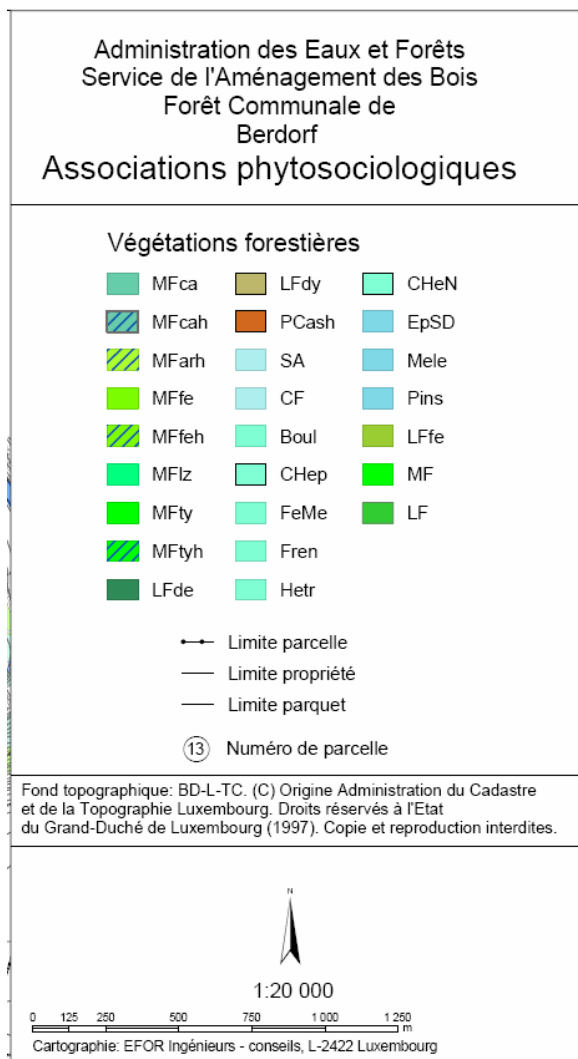 Administration des Eaux et Forêts
Service de l'Aménagement des Bois
Forêt Communale de
Berdorf
Associations phytosociologiques
Végétations forestières
MFca LFdy CHeN
MFcah PCash EpSD
MFarh SA Mele
MFfe CF Pins
MFfeh Boul LFfe
MFlz CHep MF
MFty FeMe LF
MFtyh Fren
LFde Hetr
Limite parcelle
Limite propriété
Limite parquet
13 Numéro de parcelle
Fond topographique: BD-L-TC. (C) Origine Administration du Cadastre
et de la Topographie Luxembourg. Droits réservés à l'Etat
du Grand-Duché de Luxembourg (1997). Copie et reproduction interdites.
N
1:20 000
0 125 250 500 750 1 000 1 250
m
Cartographie: EFOR Ingénieurs - conseils, L-2422 Luxembourg